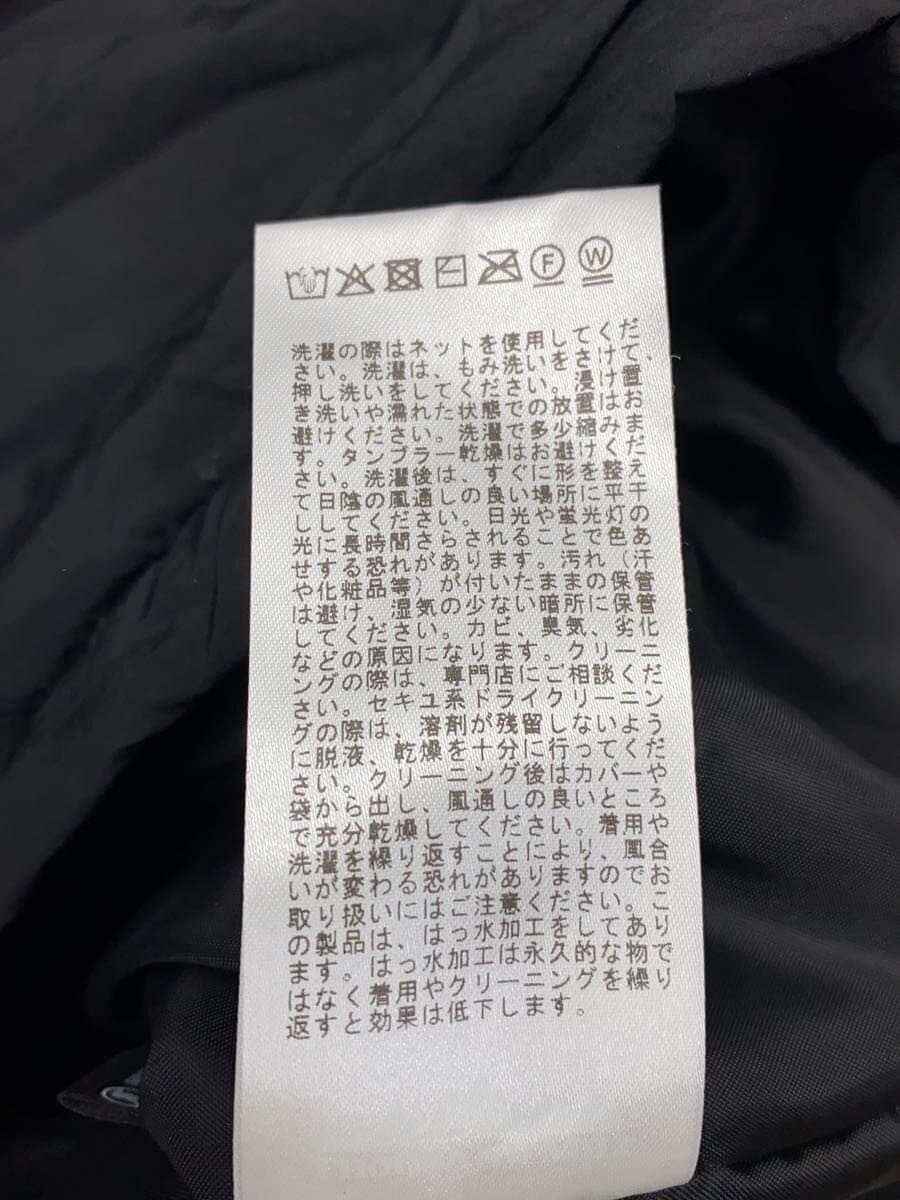 F W
洗濯の際はネットを使用してくだ
さい。洗濯は、もみ洗いをさけて、
押し洗いをしてください。浸け置
き洗いや濡れた状態での放置はお
避けください。洗濯で多少縮みま
す。タンブラー乾燥はお避けくだ
さい。洗濯後は、すぐに形を整え
て日陰の風通しの良い場所に平干
ししてください。日光や蛍光灯の
光に長時間さらされることで色あ
せする恐れがあります。汚れ（汗
や化粧品等）が付いたままの保管
は避け、湿気の少ない暗所に保管
してください。カビ、臭気、劣化
などの原因になります。クリーニ
ングの際は、専門店にご相談くだ
さい。セキユ系ドライクリーニン
グの際は、溶剤が残留しないよう
に脱液、乾燥を十分に行ってくだ
さい。クリーニング後はカバーや
袋から出し、風通しの良いところ
で充分乾燥してください。着用や
洗濯を繰り返すことにより、風合
いが変わる恐れがありますのでお
取り扱いにはご注意ください。こ
の製品は、はっ水加工をしてあり
ます。はっ水加工は永久的な物で
はなく着用やクリーニングを繰り
返すと効果は低下します。